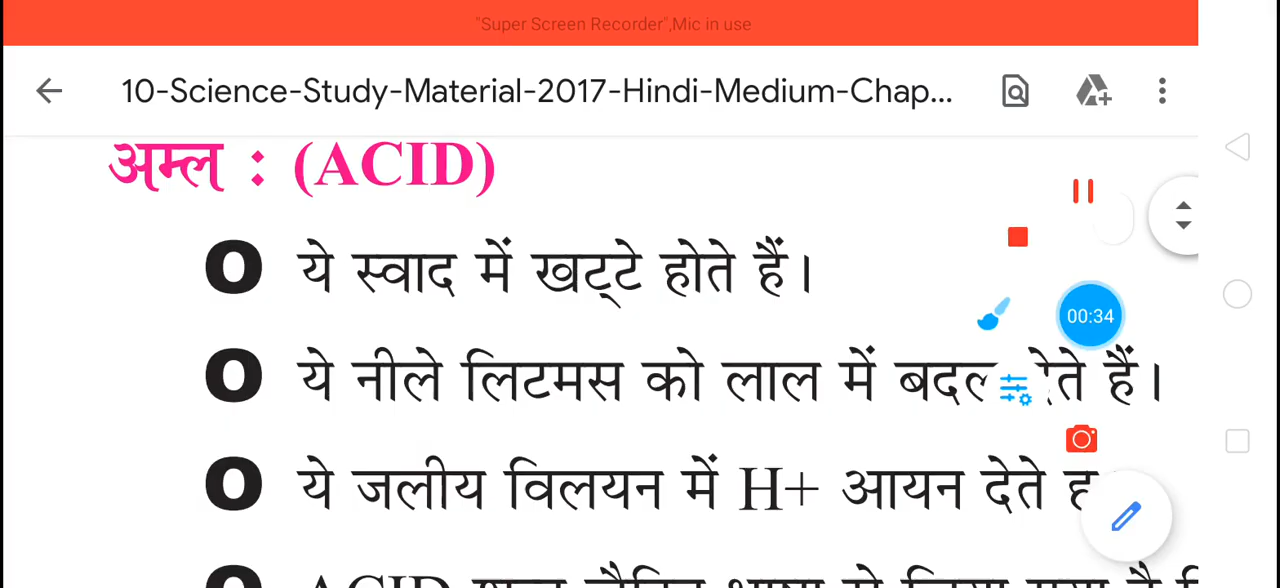 "Super Screen Recorder",Mic in use
10-Science-Study-Material-2017-Hindi-Medium-Chap...
अम्ल : (ACID)
ये स्वाद में खट्टे होते हैं।
00:34
ये नीले लिटमस को लाल में हैं।
ये जलीय विलयन में H+ आयन देते
ACID